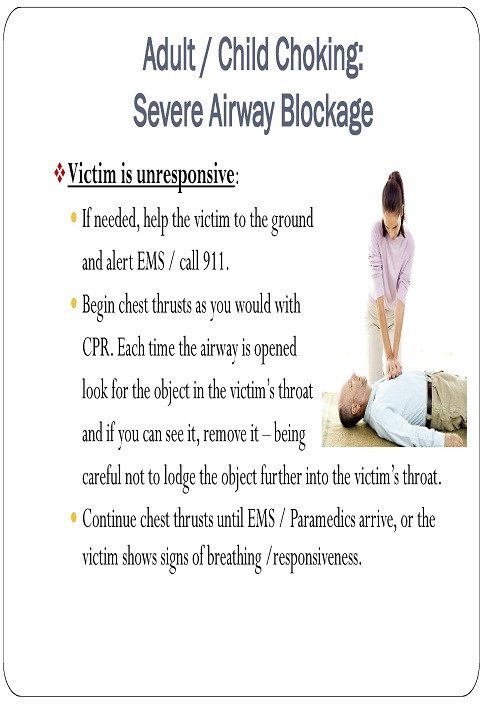 Adult / Child Choking:
Severe Airway Blockage
Victim is unresponsive:
If needed, help the victim to the ground
and alert EMS / call 911.
Begin chest thrusts as you would with
CPR. Each time the airway is opened
look for the object in the victim's throat
and if you can see it, remove it – being
careful not to lodge the object further into the victim's throat.
Continue chest thrusts until EMS / Paramedics arrive, or the
victim shows signs of breathing /responsiveness.